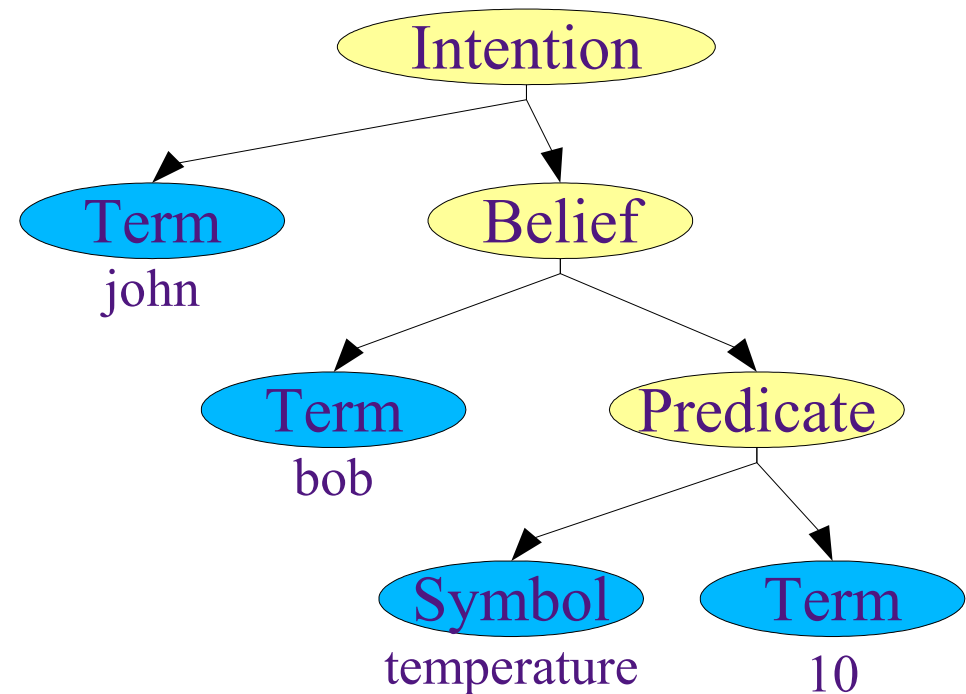 Intention
Term
Belief
john
Term
Predicate
bob
Symbol
Term
temperature
10